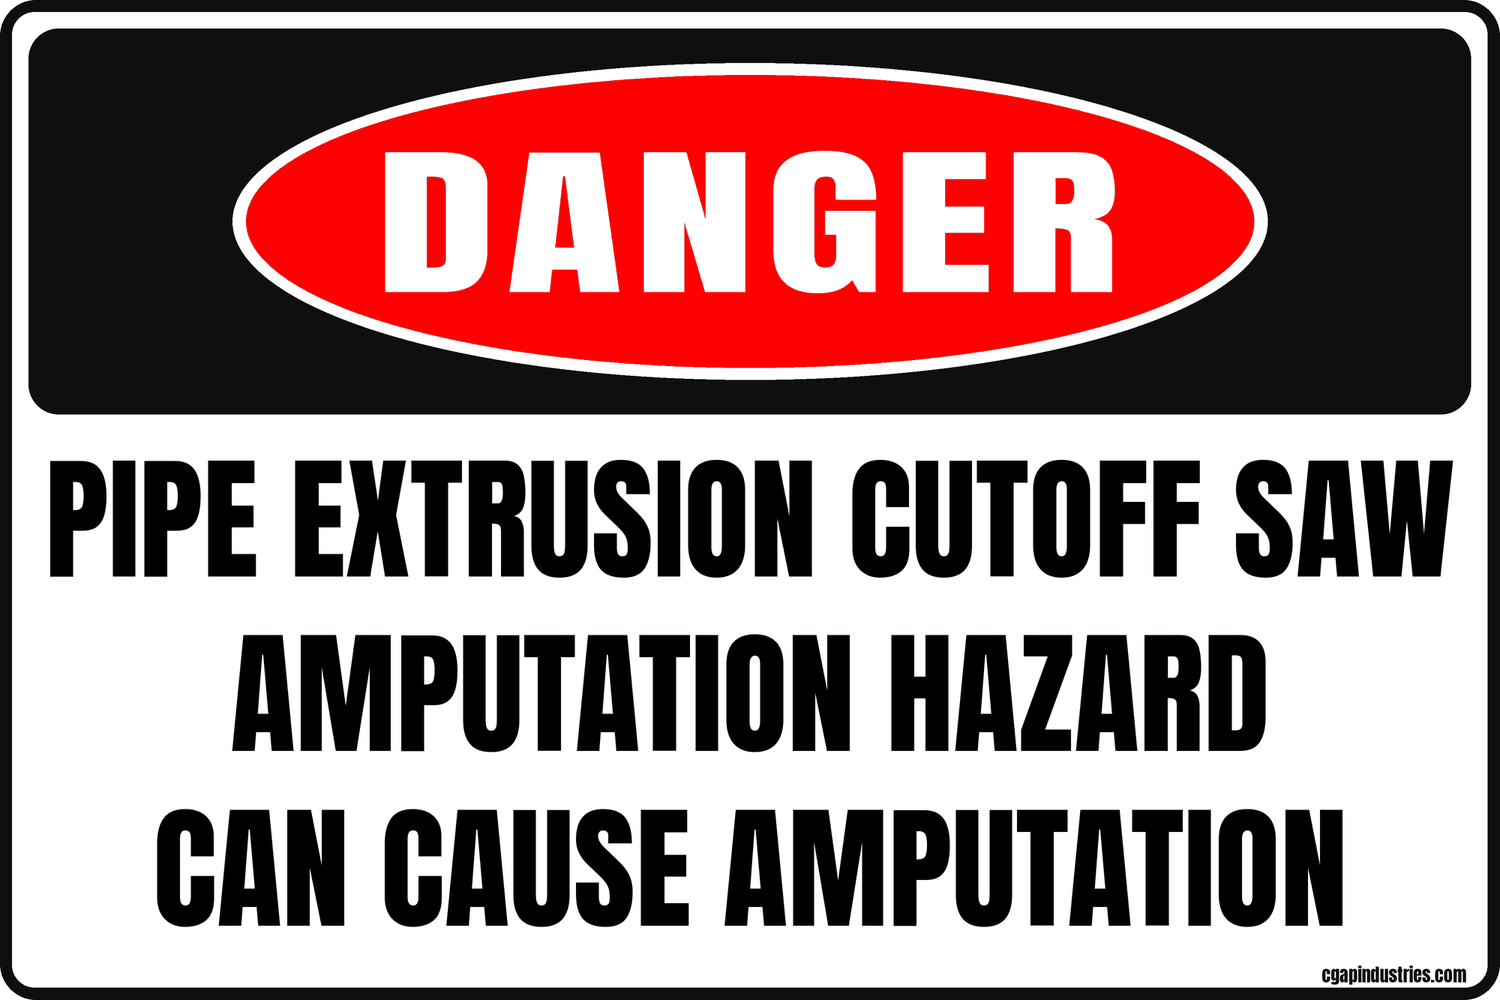 DANGER
PIPE EXTRUSION CUTOFF SAW
AMPUTATION HAZARD
CAN CAUSE AMPUTATION
cgapindustries.com